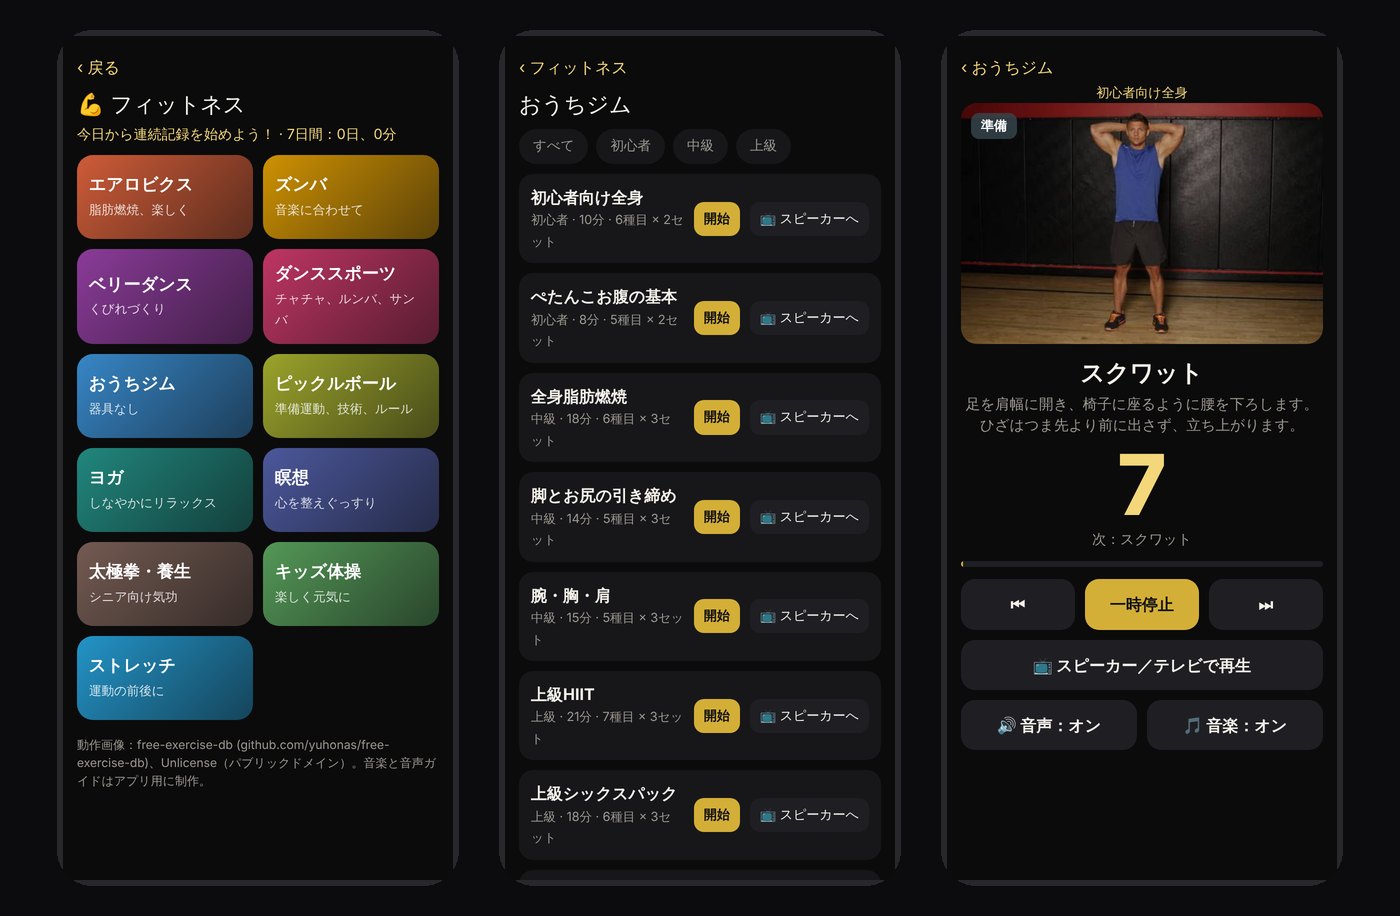 ‹ 戻る
💪 フィットネス
今日から連続記録を始めよう！ · 7日間：0日、0分
エアロビクス
脂肪燃焼、楽しく
ズンバ
音楽に合わせて
ベリーダンス
くびれづくり
ダンススポーツ
チャチャ、ルンバ、サン
バ
おうちジム
器具なし
ピックルボール
準備運動、技術、ルール
ヨガ
しなやかにリラックス
瞑想
心を整えぐっすり
太極拳・養生
シニア向け気功
キッズ体操
楽しく元気に
ストレッチ
運動の前後に
動作画像：free-exercise-db (github.com/yuhonas/free-
exercise-db)、Unlicense（パブリックドメイン）。音楽と音声ガ
イドはアプリ用に制作。
‹ フィットネス
おうちジム
すべて
初心者
中級
上級
初心者向け全身
初心者 · 10分 · 6種目 × 2セ
ット
開始
📺 スピーカーへ
ぺたんこお腹の基本
初心者 · 8分 · 5種目 × 2セ
ット
開始
📺 スピーカーへ
全身脂肪燃焼
中級 · 18分 · 6種目 × 3セ
ット
開始
📺 スピーカーへ
脚とお尻の引き締め
中級 · 14分 · 5種目 × 3セ
ット
開始
📺 スピーカーへ
腕・胸・肩
中級 · 15分 · 5種目 × 3セッ
ト
開始
📺 スピーカーへ
上級HIIT
上級 · 21分 · 7種目 × 3セッ
ト
開始
📺 スピーカーへ
上級シックスパック
上級 · 18分 · 6種目 × 3セ
ット
開始
📺 スピーカーへ
‹ おうちジム
初心者向け全身
準備
スクワット
足を肩幅に開き、椅子に座るように腰を下ろします。
ひざはつま先より前に出さず、立ち上がります。
7
次：スクワット
⏮
一時停止
⏭
📺 スピーカー／テレビで再生
🔊 音声：オン
🎵 音楽：オン